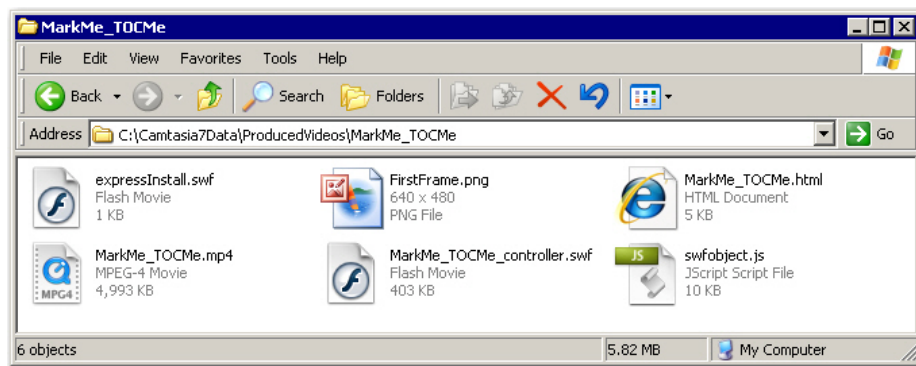 MarkMe_TOCMe
File Edit View Favorites Tools Help
Back Search Folders
Address C:\Camtasia7Data\ProducedVideos\MarkMe_TOCMe Go
expressInstall.swf
Flash Movie
1 KB
FirstFrame.png
640 x 480
PNG File
MarkMe_TOCMe.html
HTML Document
5 KB
MPG4
MarkMe_TOCMe.mp4
MPEG-4 Movie
4,993 KB
MarkMe_TOCMe_controller.swf
Flash Movie
403 KB
JS
swfobject.js
JScript Script File
10 KB
6 objects 5.82 MB My Computer